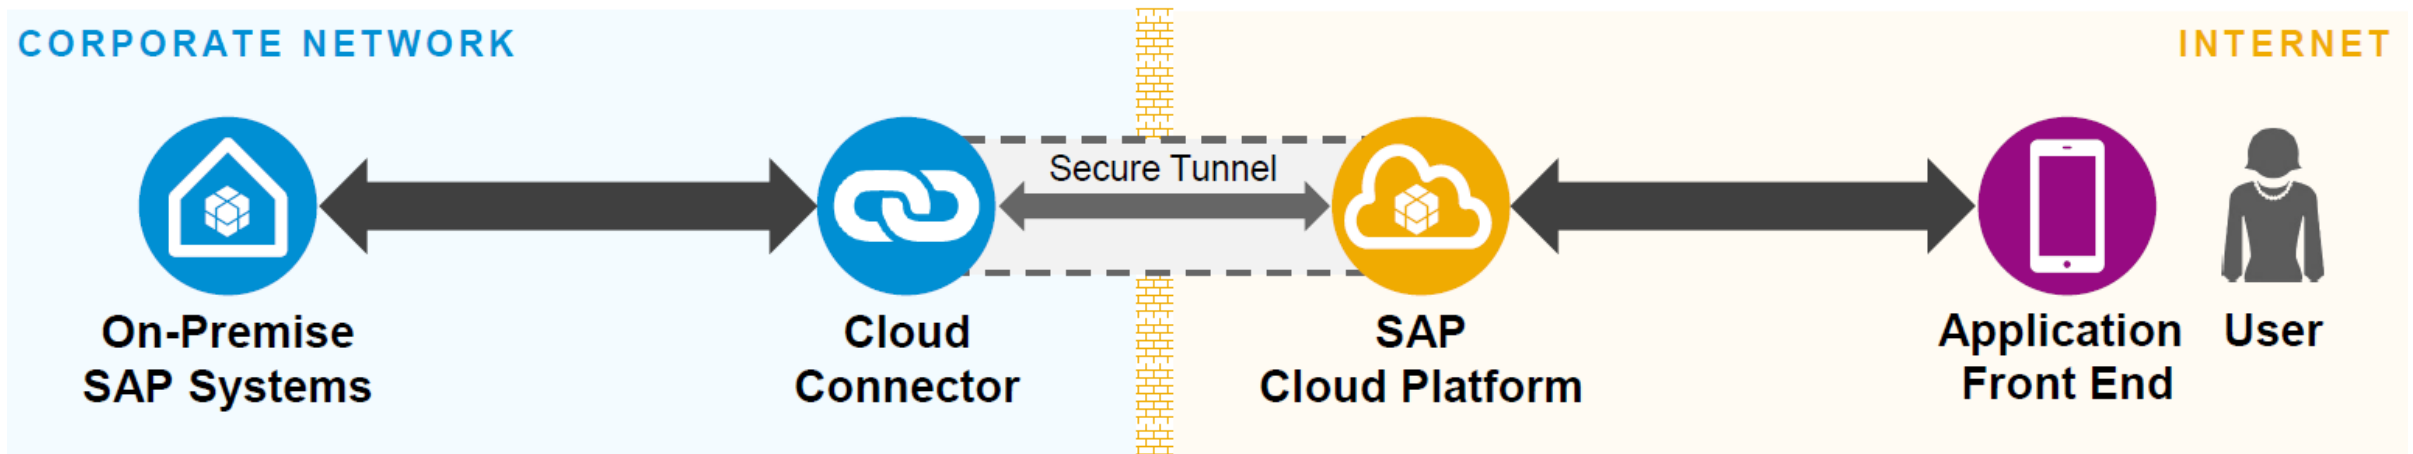 CORPORATE NETWORK
INTERNET
Secure Tunnel
On-Premise
SAP Systems
Cloud
Connector
SAP
Cloud Platform
Application
Front End
User